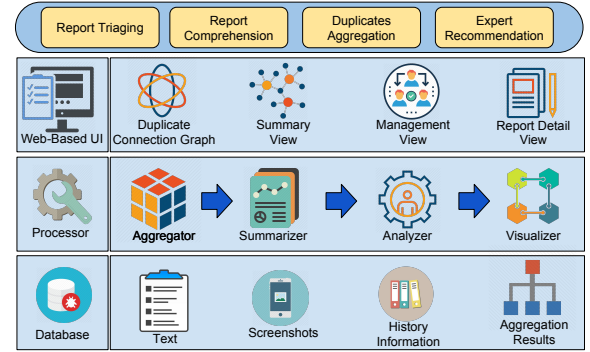 Report Triaging
Report
Comprehension
Duplicates
Aggregation
Expert
Recommendation
Web-Based UI
Duplicate
Connection Graph
Summary
View
Management
View
Report Detail
View
Processor
Aggregator
Summarizer
Analyzer
Visualizer
Database
Text
Screenshots
History
Information
Aggregation
Results